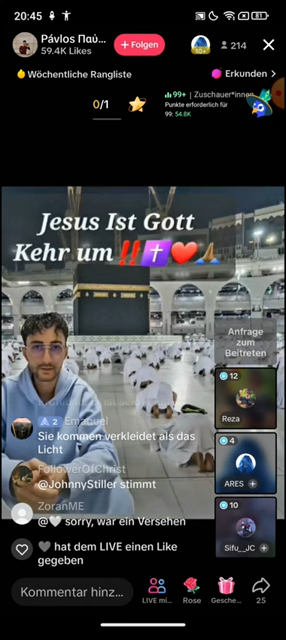 20:45
81
Pávlos Παύ...
59.4K Likes
+ Folgen
10+
214
Wöchentliche Rangliste
Erkunden >
0/1
99+ | Zuschauer*innen
Punkte erforderlich für
99: 54.8K
Jesus Ist Gott
Kehr um ‼️✝️❤️🙏🏾
Anfrage
zum
Beitreten
12
Reza
4
ARES
10
Sifu__JC
2 Emanuel
Sie kommen verkleidet als das
Licht
FollowerOfChrist
@JohnnyStiller stimmt
ZoranME
@🤍 sorry, war ein Versehen
🩶 hat dem LIVE einen Like
gegeben
Kommentar hinz...
LIVE mi...
Rose
Gesche...
25